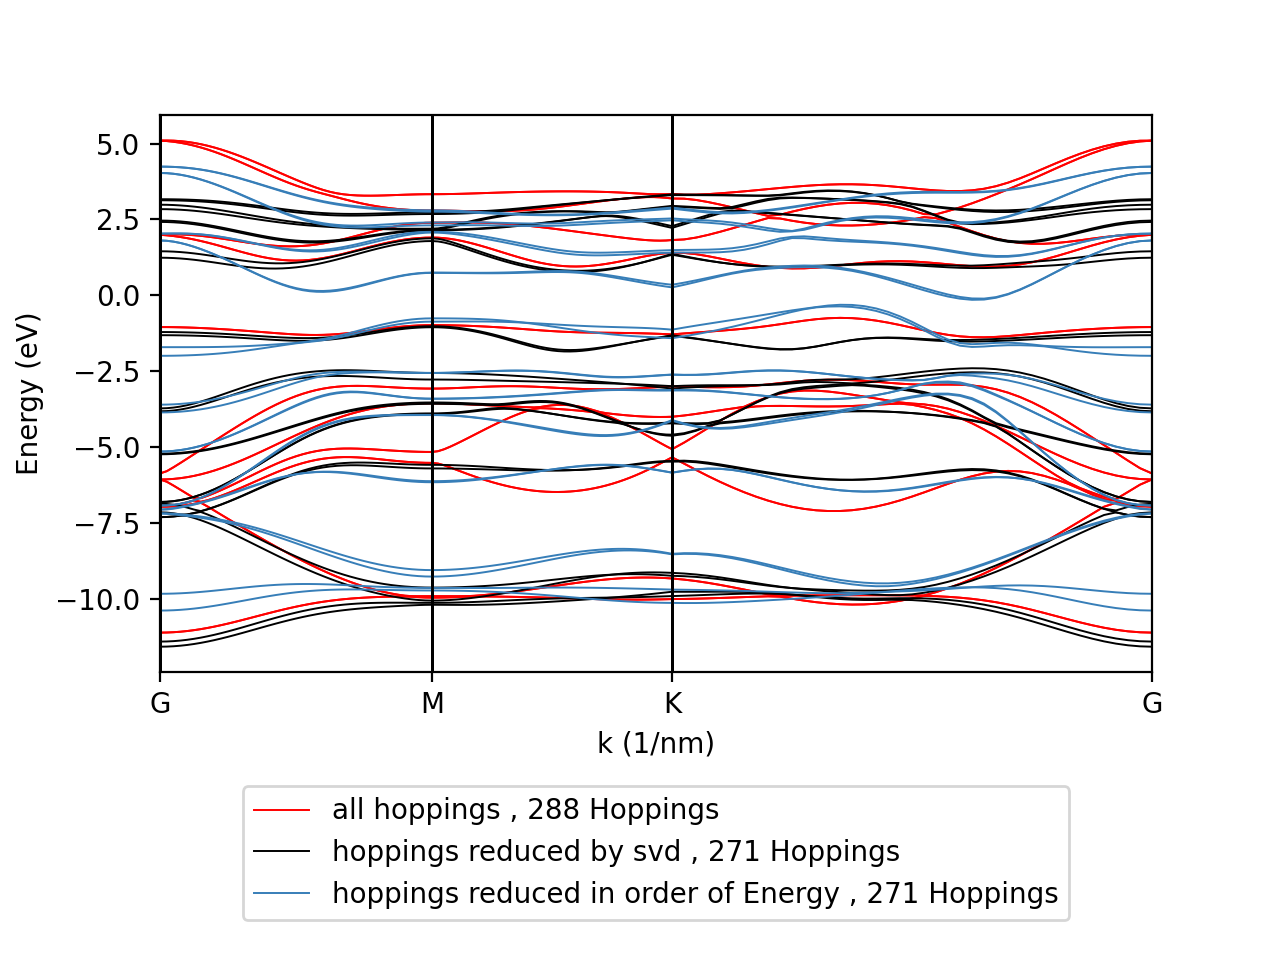 5.0
2.5
0.0
−2.5
−5.0
−7.5
−10.0
Energy (eV)
G M K G
k (1/nm)
all hoppings , 288 Hoppings
hoppings reduced by svd , 271 Hoppings
hoppings reduced in order of Energy , 271 Hoppings